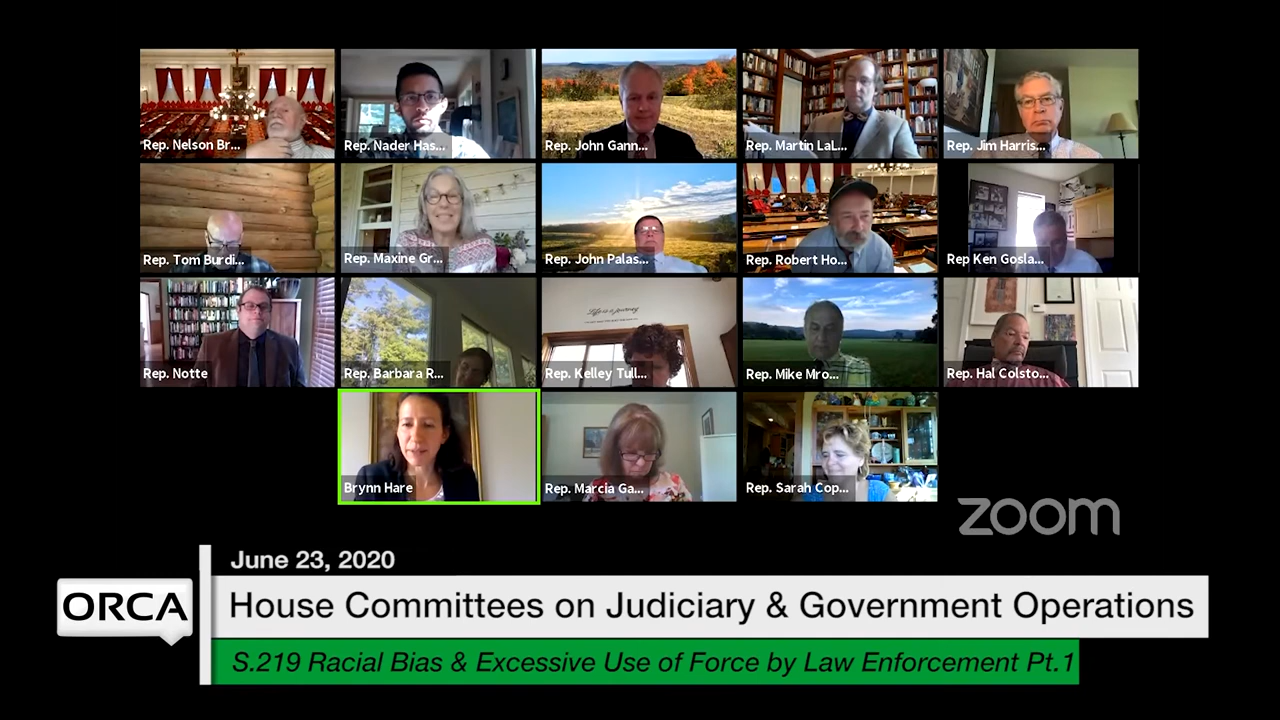 Rep. Nelson Br...
Rep. Nader Has...
Rep. John Gann...
Rep. Martin LaL...
Rep. Jim Harris...
Rep. Tom Burdi...
Rep. Maxine Gr...
Rep. John Palas...
Rep. Robert Ho...
Rep Ken Gosla...
Life is a journey
Rep. Notte
Rep. Barbara R...
Rep. Kelley Tull...
Rep. Mike Mro...
Rep. Hal Colsto...
Brynn Hare
Rep. Marcia Ga...
Rep. Sarah Cop...
zoom
June 23, 2020
ORCA
House Committees on Judiciary & Government Operations
S.219 Racial Bias & Excessive Use of Force by Law Enforcement Pt.1